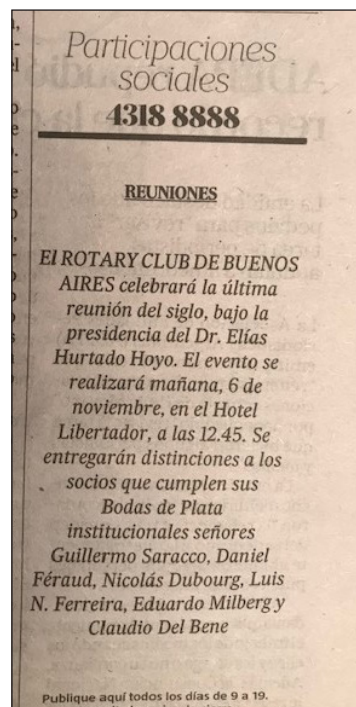 Participaciones
sociales
4318 8888
REUNIONES
El ROTARY CLUB DE BUENOS
AIRES celebrará la última
reunión del siglo, bajo la
presidencia del Dr. Elías
Hurtado Hoyo. El evento se
realizará mañana, 6 de
noviembre, en el Hotel
Libertador, a las 12.45. Se
entregarán distinciones a los
socios que cumplen sus
Bodas de Plata
institucionales señores
Guillermo Saracco, Daniel
Féraud, Nicolás Dubourg, Luis
N. Ferreira, Eduardo Milberg y
Claudio Del Bene
Publique aquí todos los días de 9 a 19.